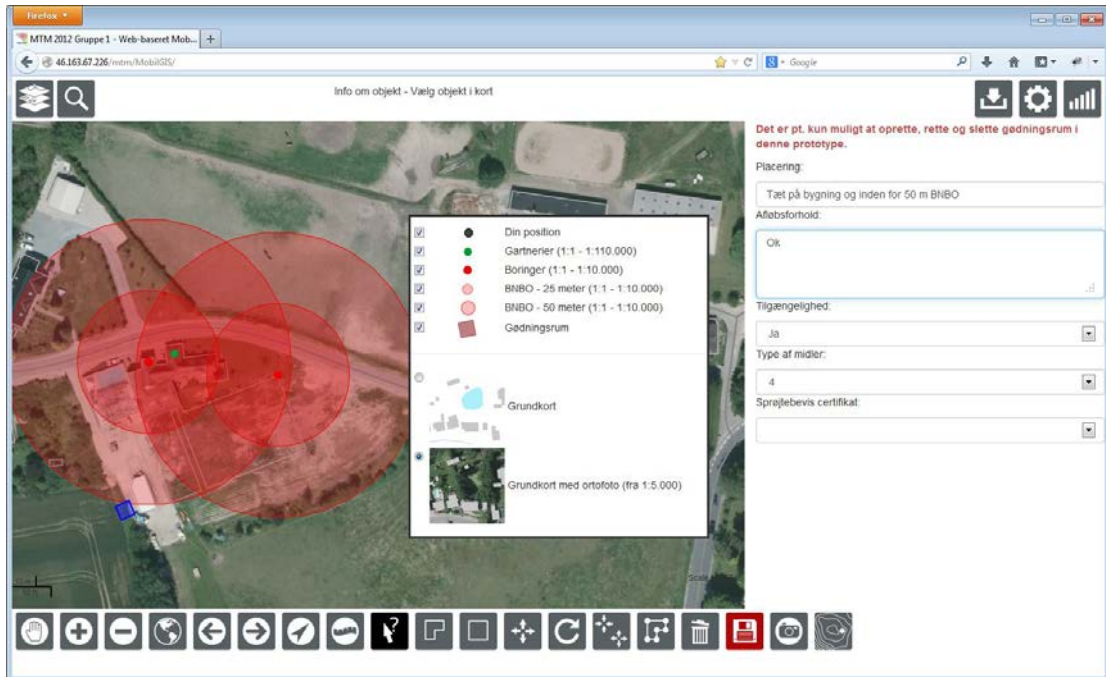 Firefox
MTM 2012 Gruppe 1 - Web-baseret Mob...
46.163.67.226/mtm/MobilGIS/
Google
Info om objekt - Vælg objekt i kort
Det er pt. kun muligt at oprette, rette og slette gødningsrum i
denne prototype.
Placering:
Tæt på bygning og inden for 50 m BNBO
Afløbsforhold:
Ok
Tilgængelighed:
Ja
Type af midler:
4
Sprøjtebevis certifikat:
Din position
Gartnerier (1:1 - 1:110.000)
Boringer (1:1 - 1:10.000)
BNBO - 25 meter (1:1 - 1:10.000)
BNBO - 50 meter (1:1 - 1:10.000)
Gødningsrum
Grundkort
Grundkort med ortofoto (fra 1:5.000)